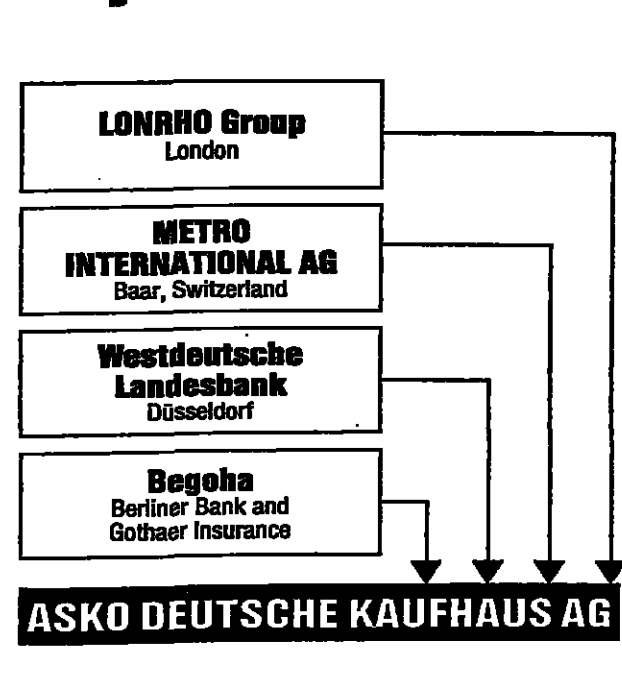 LONRHO Group
London
METRO
INTERNATIONAL AG
Baar, Switzerland
Westdeutsche
Landesbank
Düsseldorf
Begoha
Berliner Bank and
Gothaer Insurance
ASKO DEUTSCHE KAUFHAUS AG